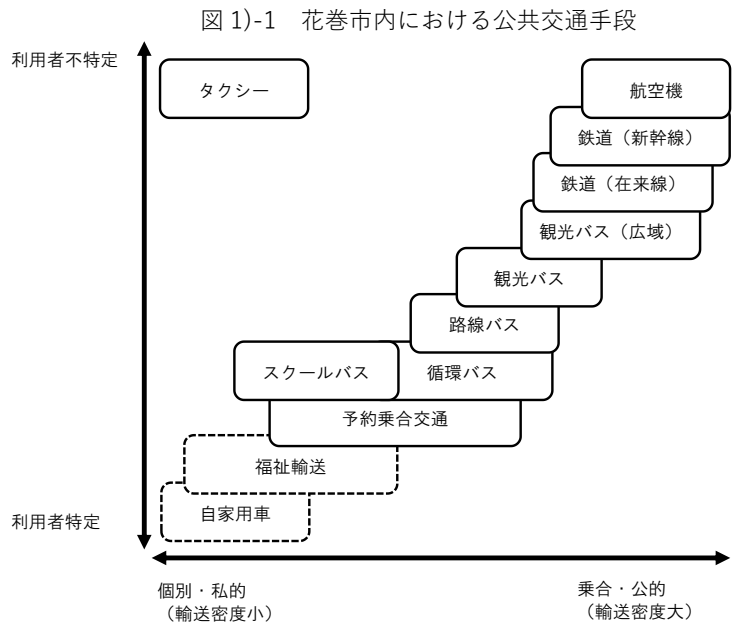 図 1)-1　花巻市内における公共交通手段
利用者不特定
タクシー
航空機
鉄道（新幹線）
鉄道（在来線）
観光バス（広域）
観光バス
路線バス
スクールバス
循環バス
予約乗合交通
福祉輸送
自家用車
利用者特定
個別・私的
（輸送密度小）
乗合・公的
（輸送密度大）